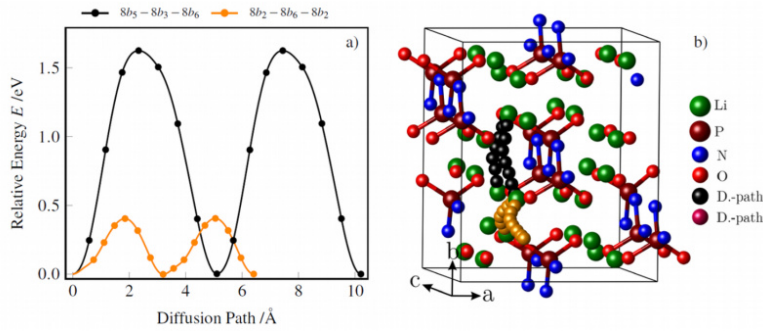 8b₅−8b₃−8b₆ 8b₂−8b₆−8b₂
a)
Relative Energy E /eV
1.5
1.0
0.5
0.0
0 2 4 6 8 10
Diffusion Path /Å
b)
Li
P
N
O
D.-path
D.-path
b
c
a